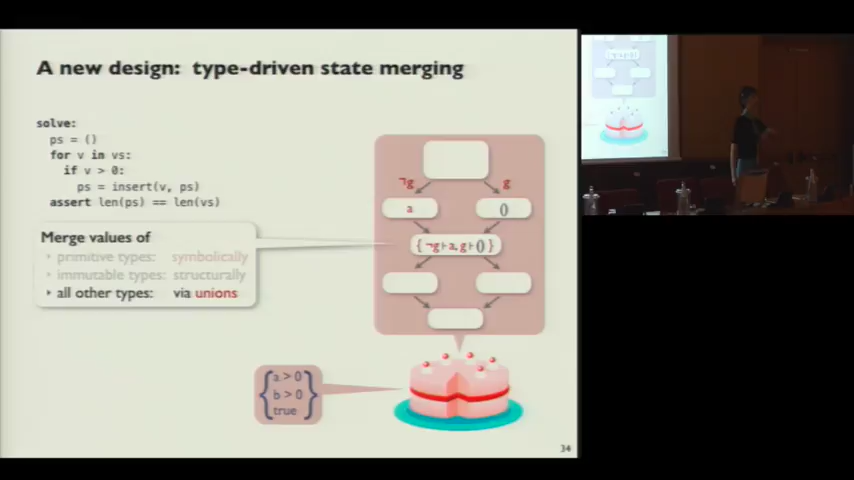 A new design: type-driven state merging
solve:
ps = ()
for v in vs:
if v > 0:
ps = insert(v, ps)
assert len(ps) == len(vs)
Merge values of
‣ primitive types: symbolically
‣ immutable types: structurally
‣ all other types: via unions
¬g g
a ()
{ ¬g ⊦ a, g ⊦ () }
a > 0
b > 0
true
34